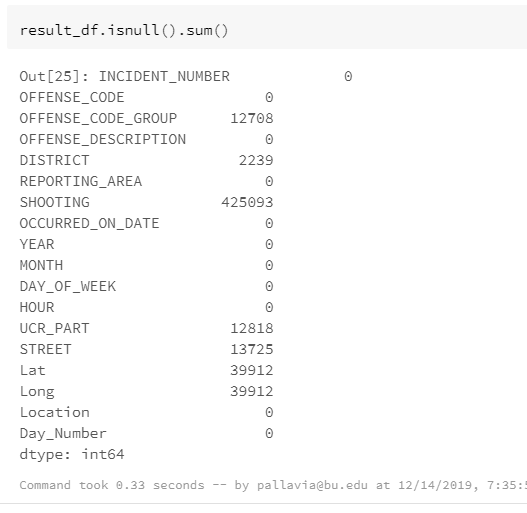 result_df.isnull().sum()
Out[25]: INCIDENT_NUMBER 0
OFFENSE_CODE 0
OFFENSE_CODE_GROUP 12708
OFFENSE_DESCRIPTION 0
DISTRICT 2239
REPORTING_AREA 0
SHOOTING 425093
OCCURRED_ON_DATE 0
YEAR 0
MONTH 0
DAY_OF_WEEK 0
HOUR 0
UCR_PART 12818
STREET 13725
Lat 39912
Long 39912
Location 0
Day_Number 0
dtype: int64
Command took 0.33 seconds -- by pallavia@bu.edu at 12/14/2019, 7:35: